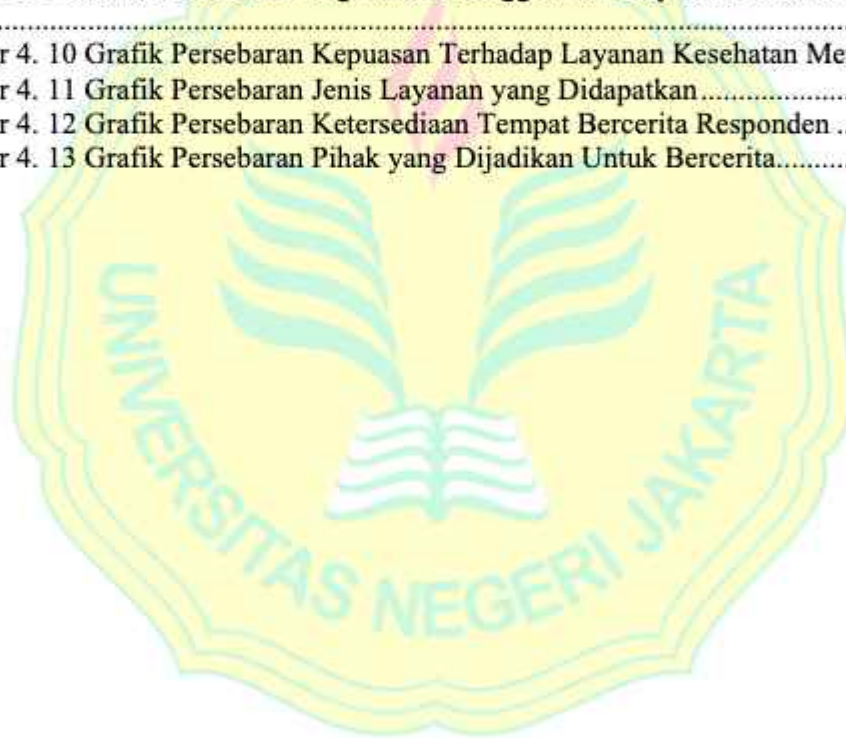 r 4. 10 Grafik Persebaran Kepuasan Terhadap Layanan Kesehatan Me
r 4. 11 Grafik Persebaran Jenis Layanan yang Didapatkan....................
r 4. 12 Grafik Persebaran Ketersediaan Tempat Bercerita Responden ..
r 4. 13 Grafik Persebaran Pihak yang Dijadikan Untuk Bercerita..........
UNIVERSITAS NEGERI JAKARTA